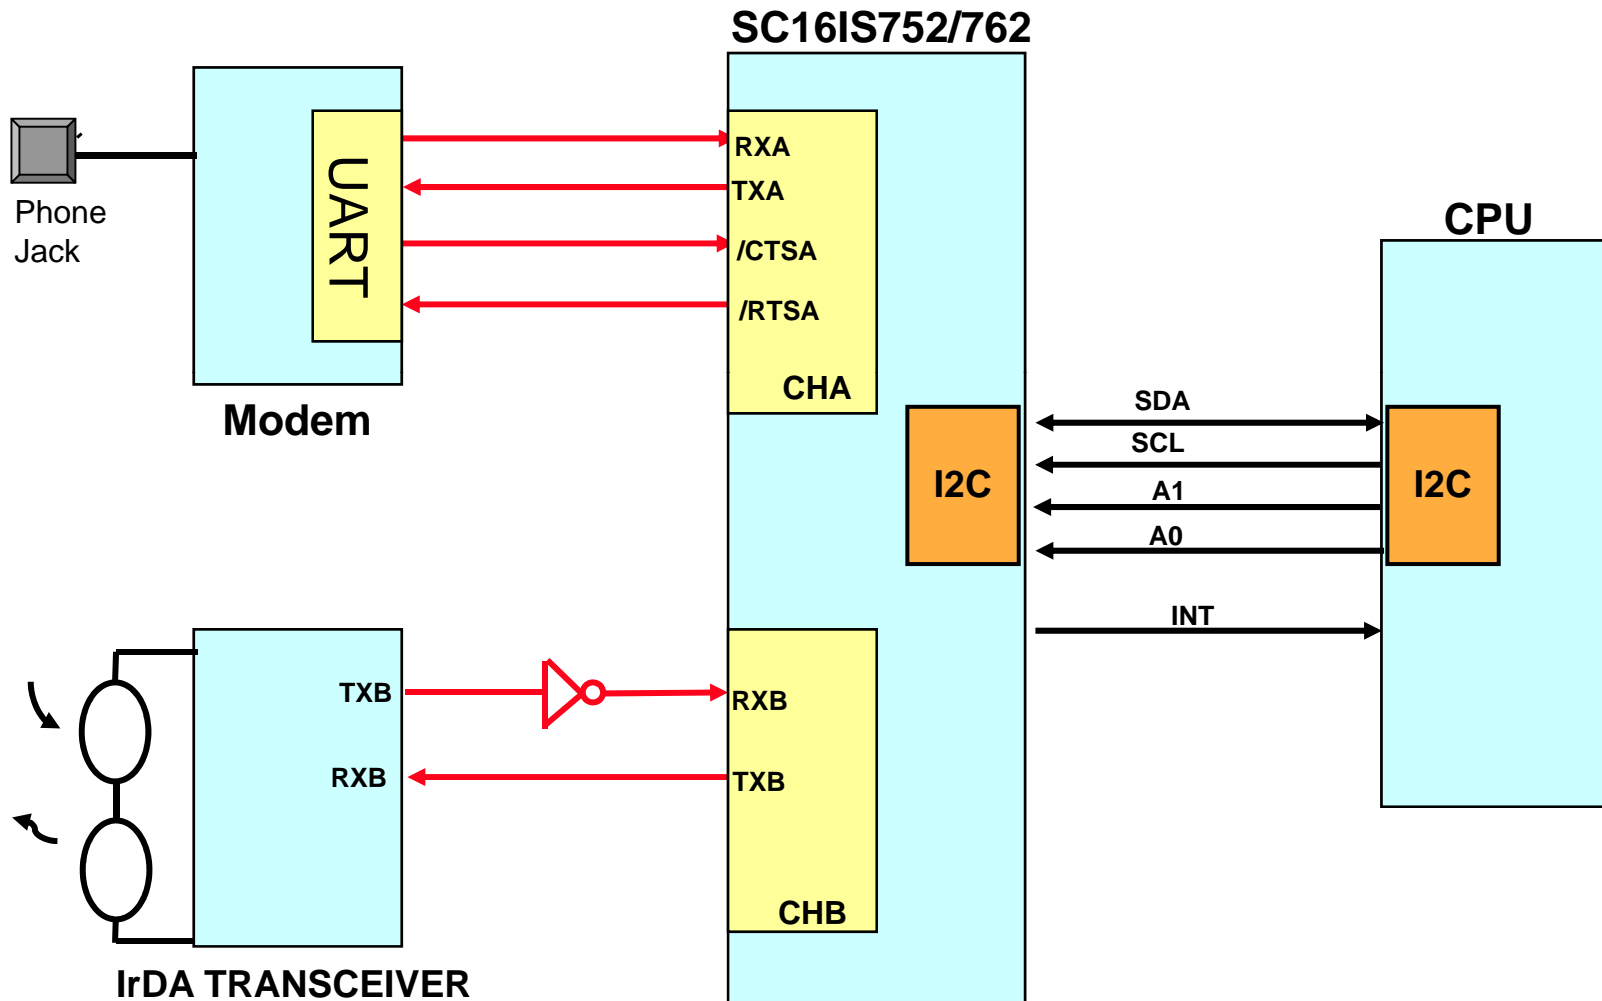 SC16IS752/762
Phone
Jack
UART
Modem
RXA
TXA
/CTSA
/RTSA
CHA
CPU
I2C
SDA
SCL
A1
A0
I2C
INT
TXB
RXB
IrDA TRANSCEIVER
RXB
TXB
CHB